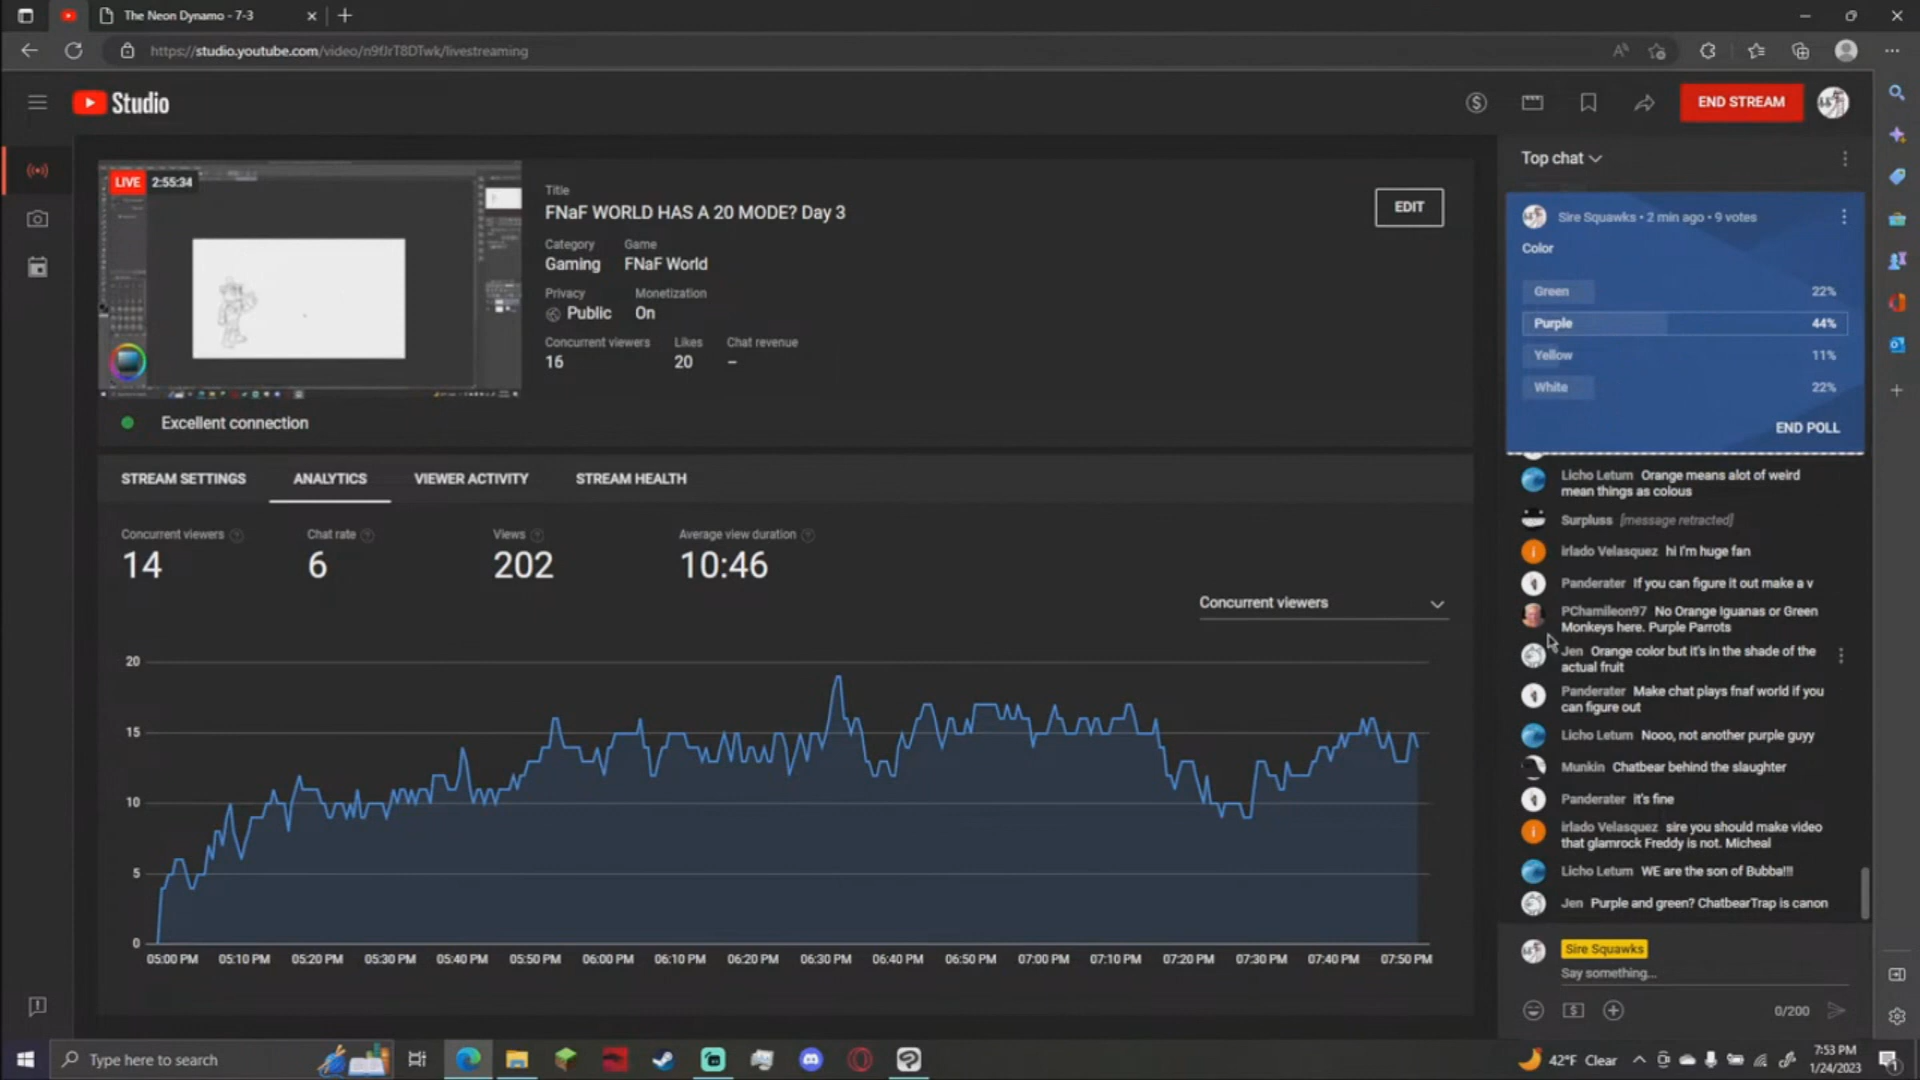 The Neon Dynamo - 7-3
https://studio.youtube.com/video/n9fJrT8DTwk/livestreaming
Studio
END STREAM
LIVE 2:55:34
Title
FNaF WORLD HAS A 20 MODE? Day 3
EDIT
Category Game
Gaming FNaF World
Privacy Monetization
Public On
Concurrent viewers Likes Chat revenue
16 20 –
Excellent connection
STREAM SETTINGS ANALYTICS VIEWER ACTIVITY STREAM HEALTH
Concurrent viewers Chat rate Views Average view duration
14 6 202 10:46
Concurrent viewers
20
15
10
5
0
05:00 PM 05:10 PM 05:20 PM 05:30 PM 05:40 PM 05:50 PM 06:00 PM 06:10 PM 06:20 PM 06:30 PM 06:40 PM 06:50 PM 07:00 PM 07:10 PM 07:20 PM 07:30 PM 07:40 PM 07:50 PM
Top chat
Sire Squawks • 2 min ago • 9 votes
Color
Green 22%
Purple 44%
Yellow 11%
White 22%
END POLL
Licho Letum Orange means alot of weird
mean things as colous
Surpluss [message retracted]
irlado Velasquez hi I'm huge fan
Panderater If you can figure it out make a v
PChamileon97 No Orange Iguanas or Green
Monkeys here. Purple Parrots
Jen Orange color but it's in the shade of the
actual fruit
Panderater Make chat plays fnaf world if you
can figure out
Licho Letum Nooo, not another purple guyy
Munkin Chatbear behind the slaughter
Panderater it's fine
irlado Velasquez sire you should make video
that glamrock Freddy is not. Micheal
Licho Letum WE are the son of Bubba!!!
Jen Purple and green? ChatbearTrap is canon
Sire Squawks
Say something...
0/200
Type here to search
42°F Clear
7:53 PM
1/24/2023